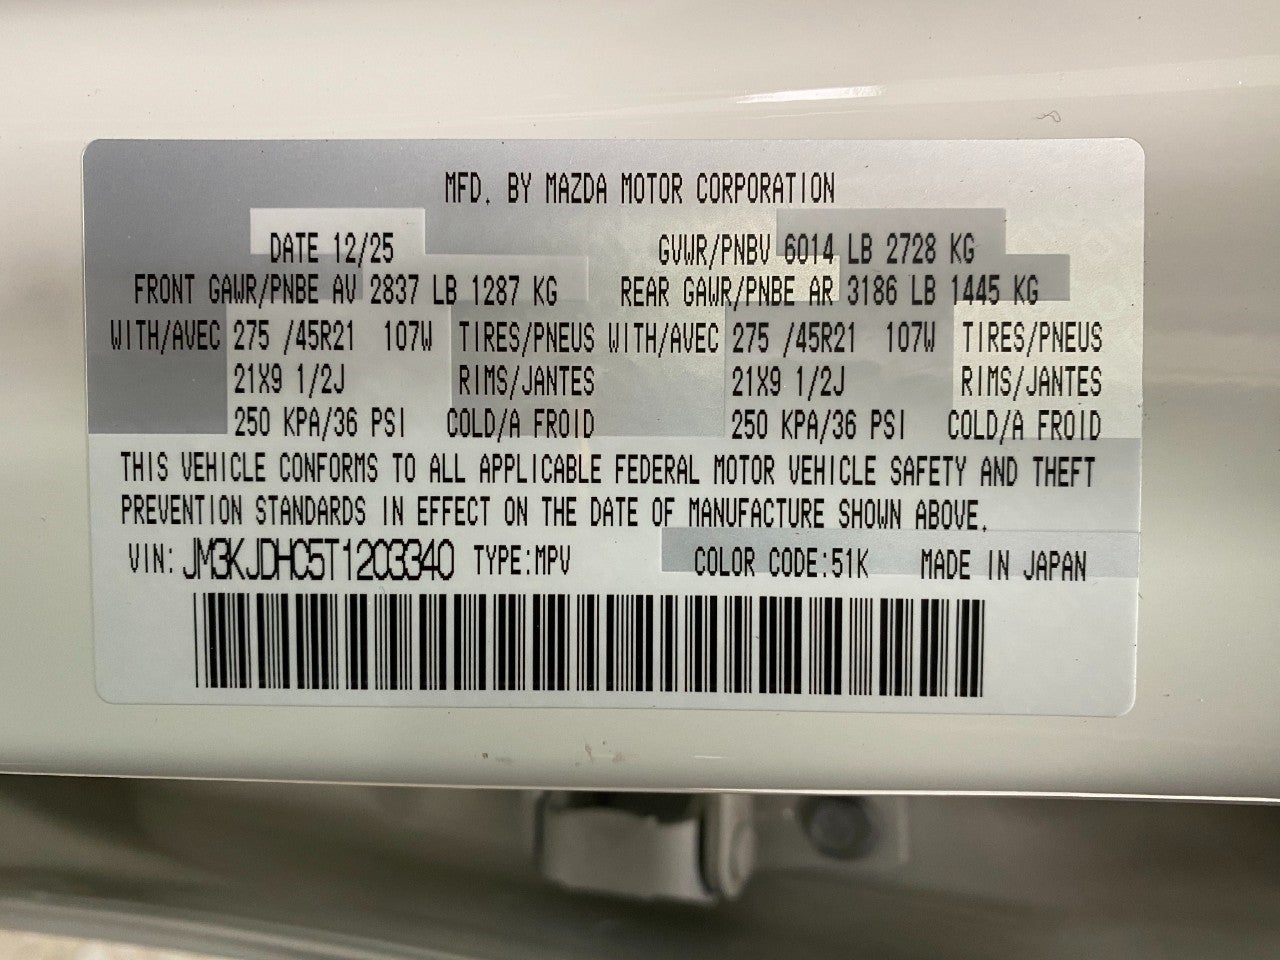 MFD. BY MAZDA MOTOR CORPORATION
DATE 12/25 GVWR/PNBV 6014 LB 2728 KG
FRONT GAWR/PNBE AV 2837 LB 1287 KG REAR GAWR/PNBE AR 3186 LB 1445 KG
WITH/AVEC 275 /45R21 107W TIRES/PNEUS WITH/AVEC 275 /45R21 107W TIRES/PNEUS
21X9 1/2J RIMS/JANTES 21X9 1/2J RIMS/JANTES
250 KPA/36 PSI COLD/A FROID 250 KPA/36 PSI COLD/A FROID
THIS VEHICLE CONFORMS TO ALL APPLICABLE FEDERAL MOTOR VEHICLE SAFETY AND THEFT
PREVENTION STANDARDS IN EFFECT ON THE DATE OF MANUFACTURE SHOWN ABOVE.
VIN: JM3KJDHC5T1203340 TYPE:MPV COLOR CODE:51K MADE IN JAPAN